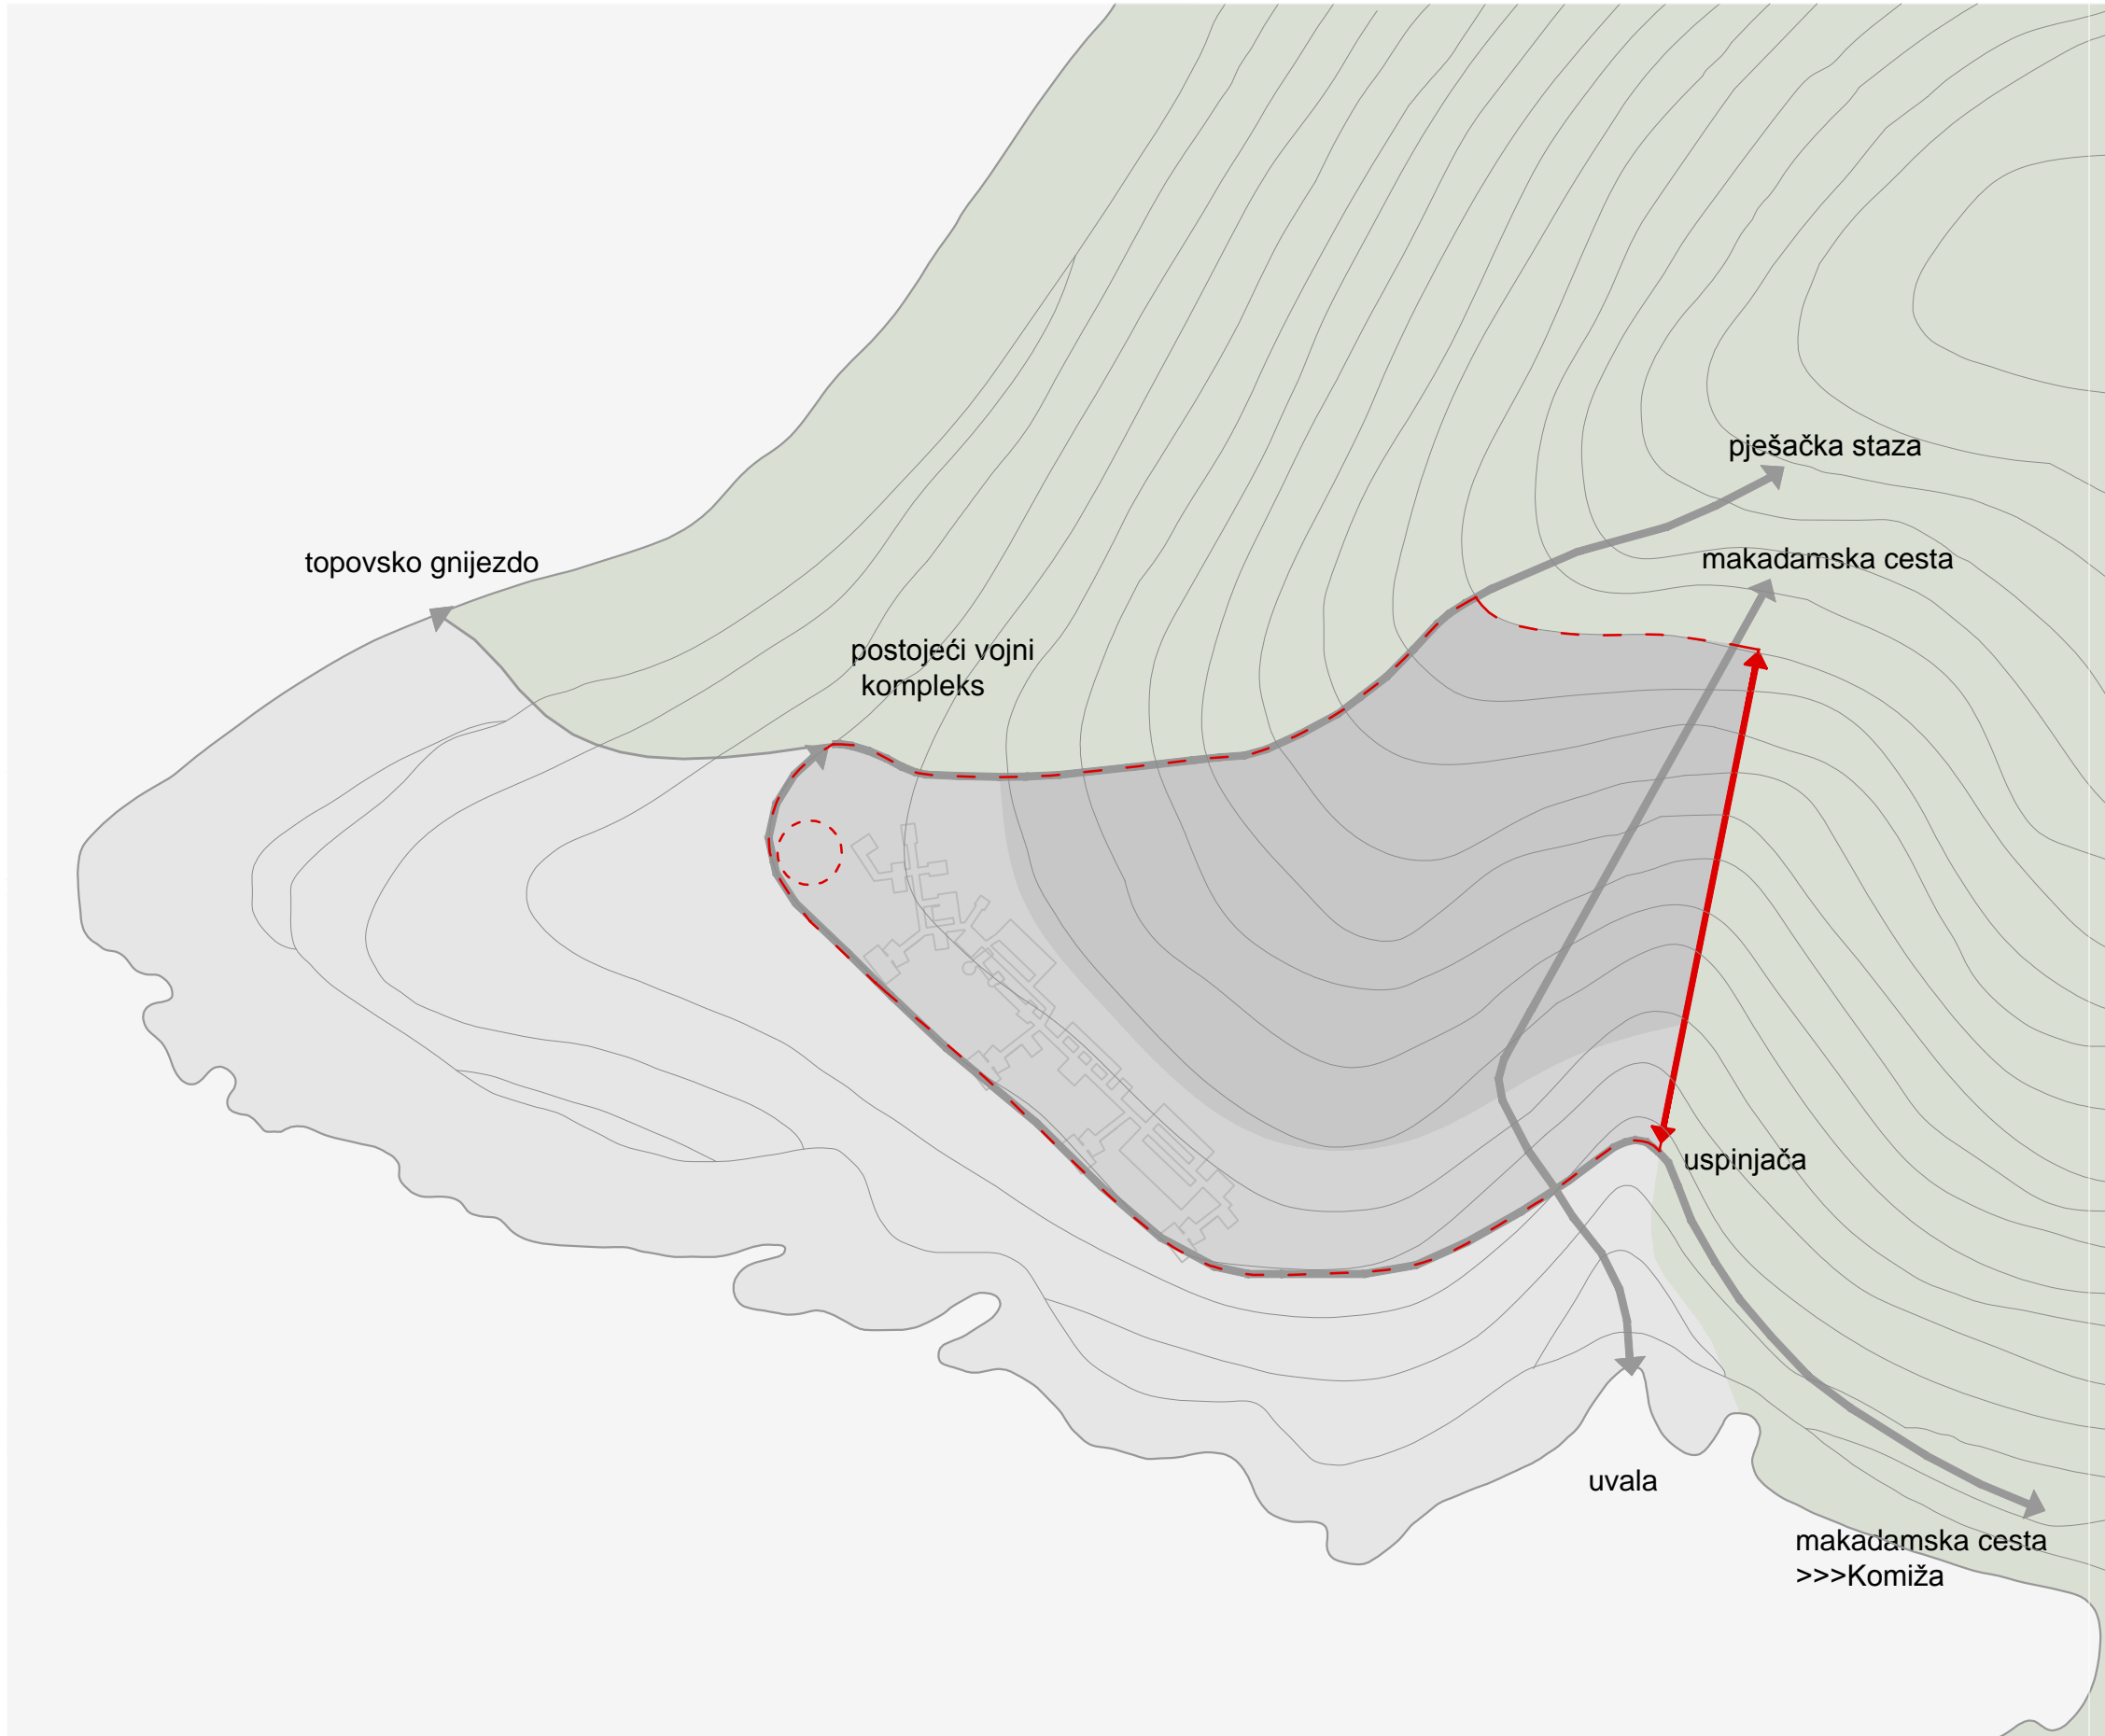 pješačka staza
topovsko gnijezdo
makadamska cesta
postojeći vojni
kompleks
uspinjača
uvala
makadamska cesta
>>>Komiža